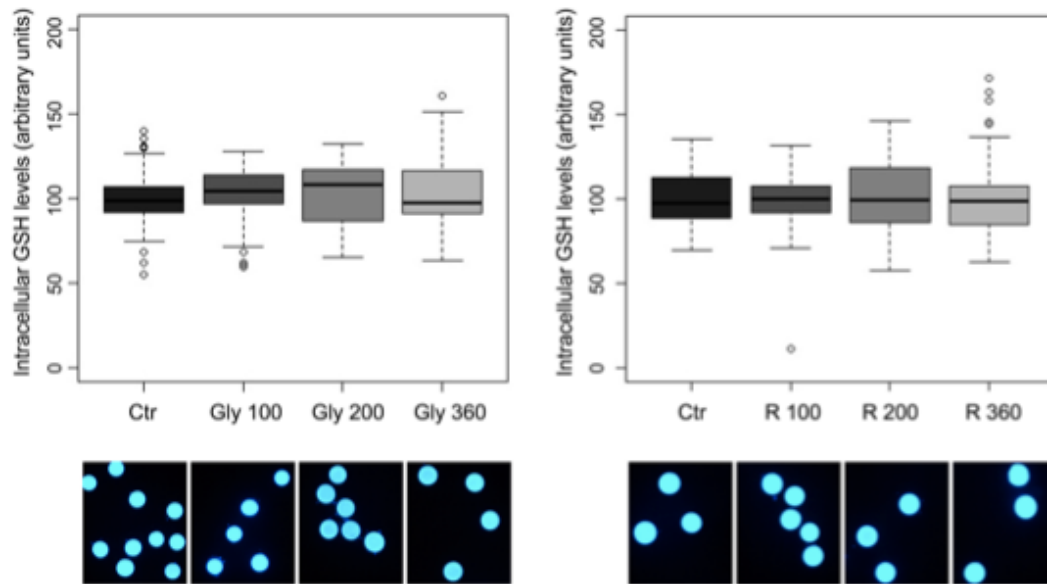 Intracellular GSH levels (arbitrary units)
200
150
100
50
0
Ctr
Gly 100
Gly 200
Gly 360
Intracellular GSH levels (arbitrary units)
200
150
100
50
0
Ctr
R 100
R 200
R 360